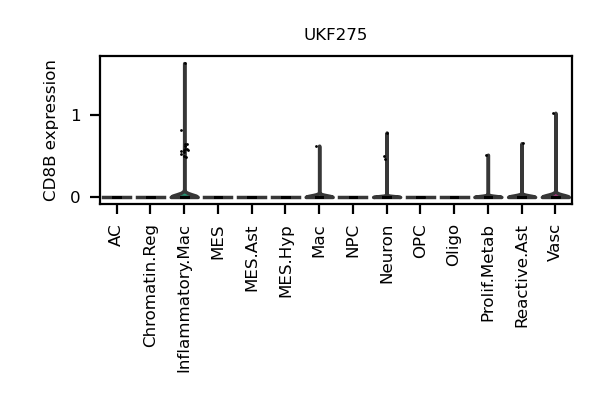 UKF275
CD8B expression
1
0
AC
Chromatin.Reg
Inflammatory.Mac
MES
MES.Ast
MES.Hyp
Mac
NPC
Neuron
OPC
Oligo
Prolif.Metab
Reactive.Ast
Vasc